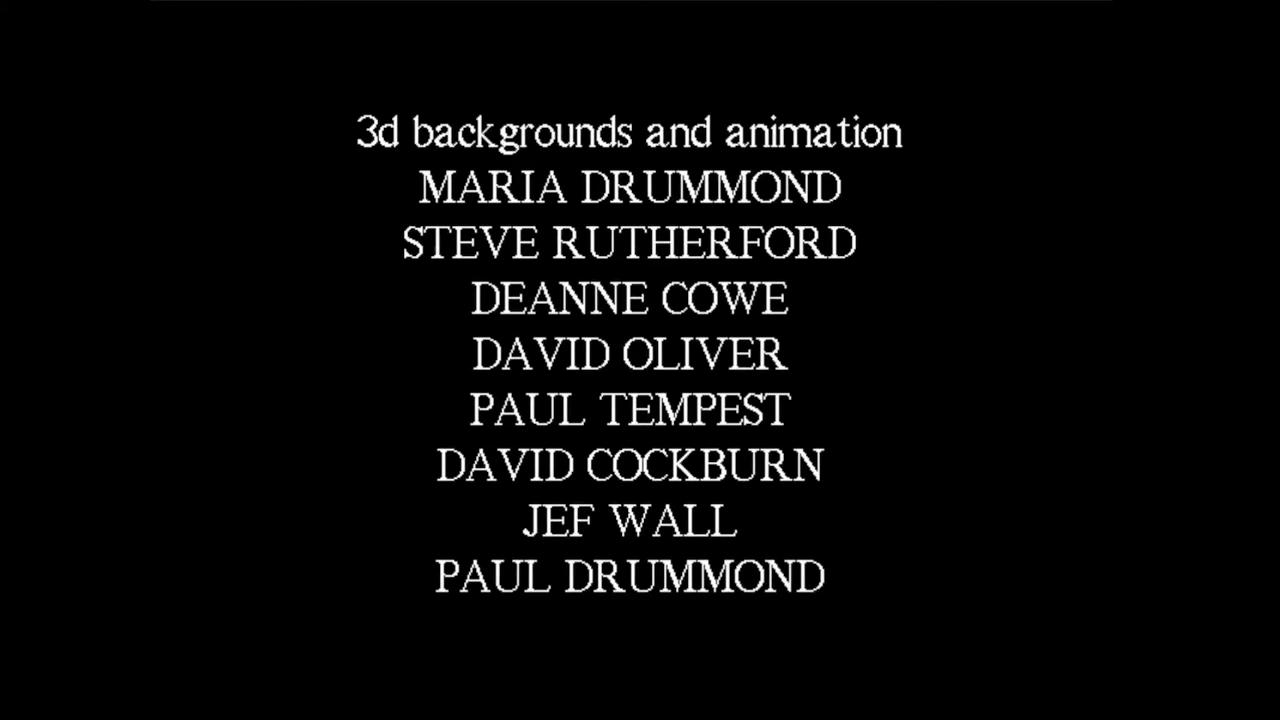 3d backgrounds and animation
MARIA DRUMMOND
STEVE RUTHERFORD
DEANNE COWE
DAVID OLIVER
PAUL TEMPEST
DAVID COCKBURN
JEF WALL
PAUL DRUMMOND